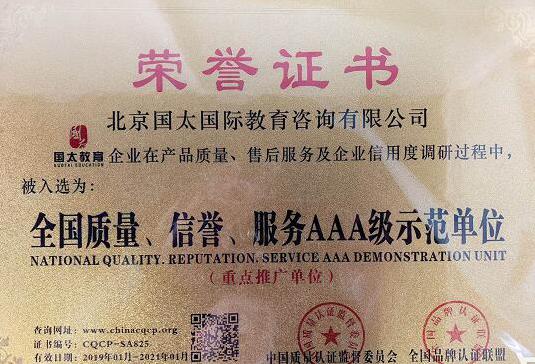 荣誉证书
北京国太国际教育咨询有限公司
国太教育
GUOTAI EDUCATION
企业在产品质量、售后服务及企业信用度调研过程中，
被入选为：
全国质量、信誉、服务AAA级示范单位
NATIONAL QUALITY. REPUTATION. SERVICE AAA DEMONSTRATION UNIT
（重点推广单位）
查询网址：www.chinacqcp.org
证书编号：CQCP-SA825
有效日期：2019年01月-2021年01月
中国质量认证监督委员会
全国品牌认证联盟